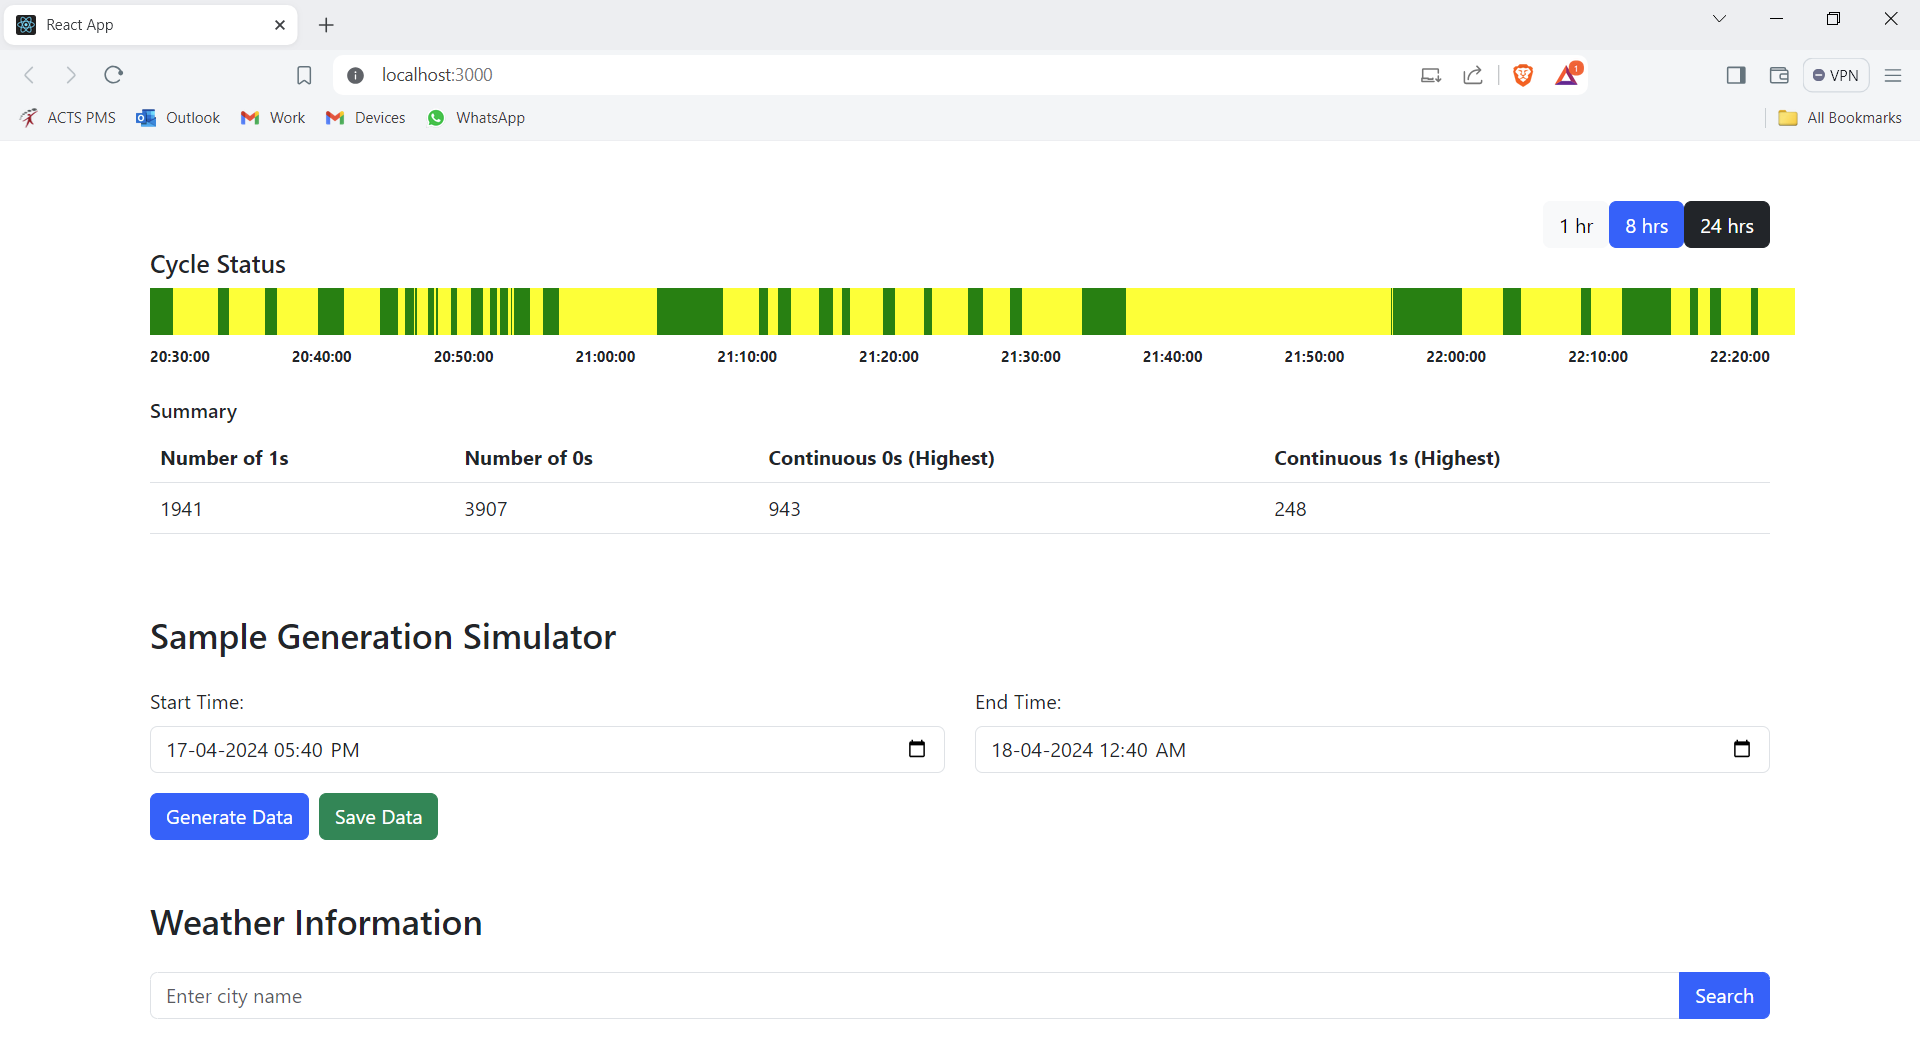 React App
localhost:3000
1
VPN
ACTS PMS Outlook Work Devices WhatsApp All Bookmarks
1 hr 8 hrs 24 hrs
Cycle Status
20:30:00 20:40:00 20:50:00 21:00:00 21:10:00 21:20:00 21:30:00 21:40:00 21:50:00 22:00:00 22:10:00 22:20:00
Summary
Number of 1s Number of 0s Continuous 0s (Highest) Continuous 1s (Highest)
1941 3907 943 248
Sample Generation Simulator
Start Time: End Time:
17-04-2024 05:40 PM 18-04-2024 12:40 AM
Generate Data Save Data
Weather Information
Enter city name Search